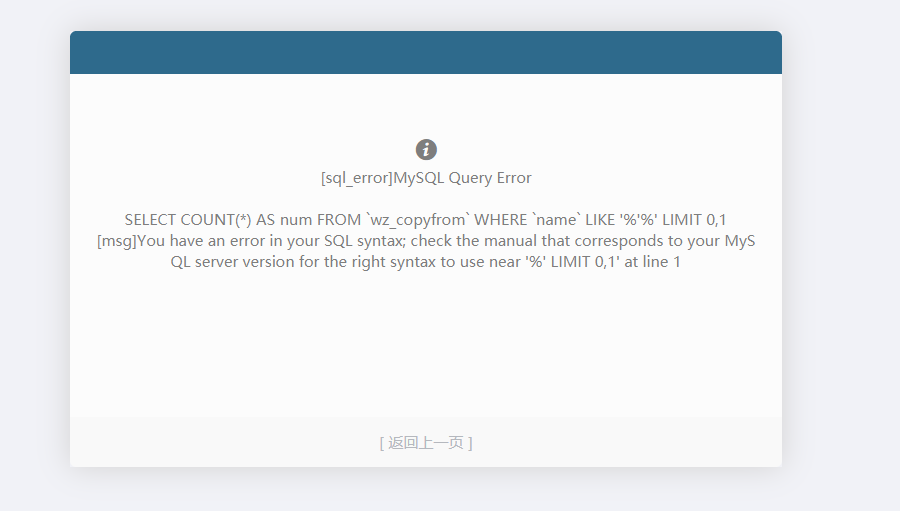 [sql_error]MySQL Query Error
SELECT COUNT(*) AS num FROM `wz_copyfrom` WHERE `name` LIKE '%'%' LIMIT 0,1
[msg]You have an error in your SQL syntax; check the manual that corresponds to your MyS
QL server version for the right syntax to use near '%' LIMIT 0,1' at line 1
[ 返回上一页 ]